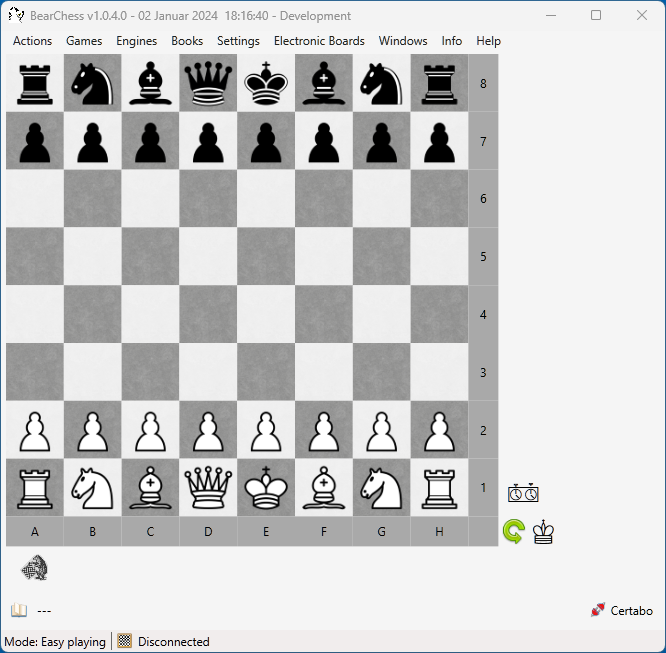 BearChess v1.0.4.0 - 02 Januar 2024  18:16:40 - Development
Actions Games Engines Books Settings Electronic Boards Windows Info Help
8
7
6
5
4
3
2
1
A B C D E F G H
--- Certabo
Mode: Easy playing Disconnected